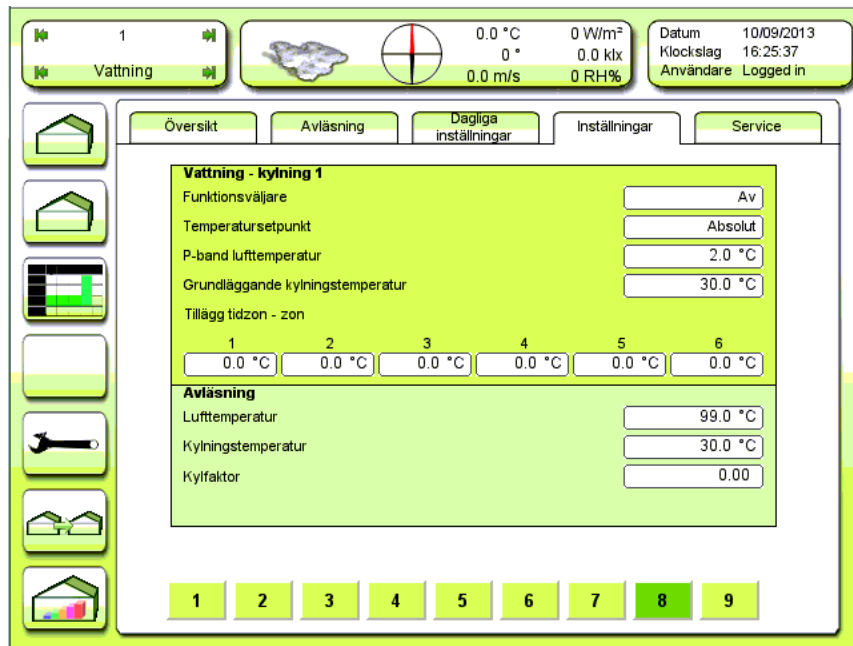 1
Vattning
0.0 °C 0 W/m²
0 ° 0.0 klx
0.0 m/s 0 RH%
Datum 10/09/2013
Klockslag 16:25:37
Användare Logged in
Översikt
Avläsning
Dagliga
inställningar
Inställningar
Service
Vattning - kylning 1
Funktionsväljare Av
Temperatursetpunkt Absolut
P-band lufttemperatur 2.0 °C
Grundläggande kylningstemperatur 30.0 °C
Tillägg tidzon - zon
1 2 3 4 5 6
0.0 °C 0.0 °C 0.0 °C 0.0 °C 0.0 °C 0.0 °C
Avläsning
Lufttemperatur 99.0 °C
Kylningstemperatur 30.0 °C
Kylfaktor 0.00
1 2 3 4 5 6 7 8 9